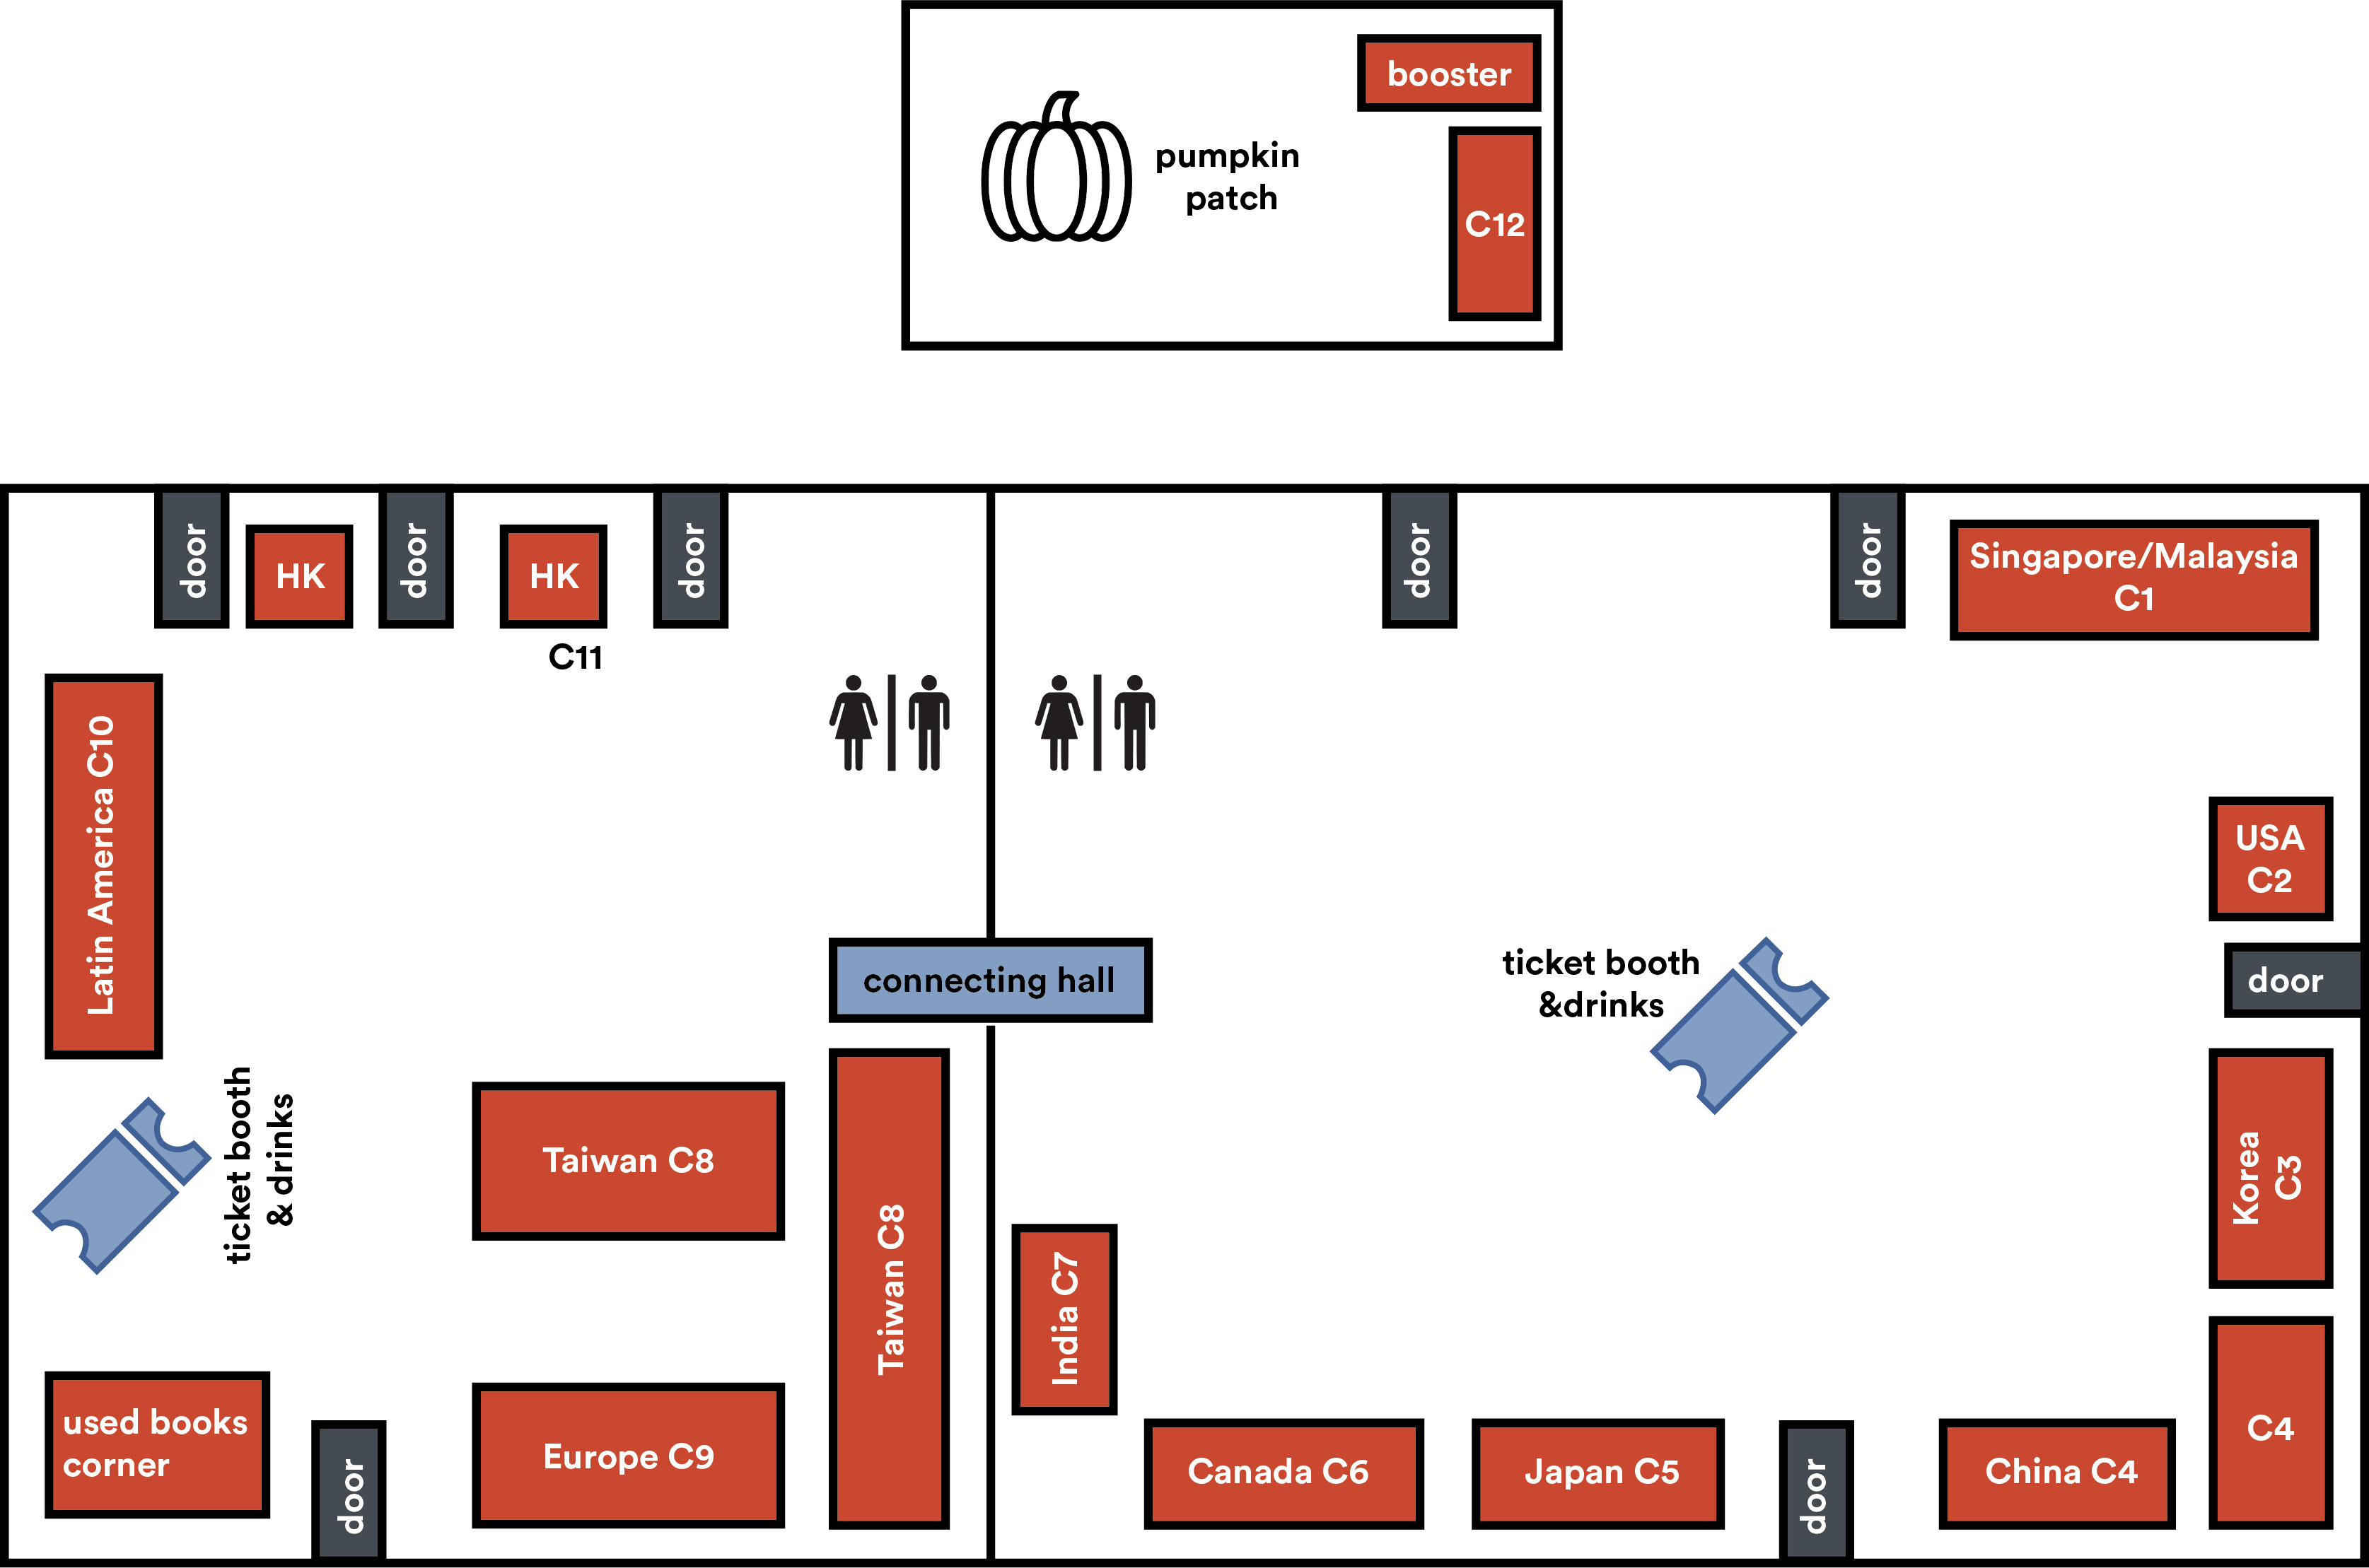 booster
pumpkin
patch
C12
door
HK
door
HK
door
C11
door
door
Singapore/Malaysia
C1
Latin America C10
USA
C2
connecting hall
ticket booth
&drinks
door
ticket booth
& drinks
Taiwan C8
Taiwan C8
India C7
Korea
C3
used books
corner
door
Europe C9
Canada C6
Japan C5
door
China C4
C4